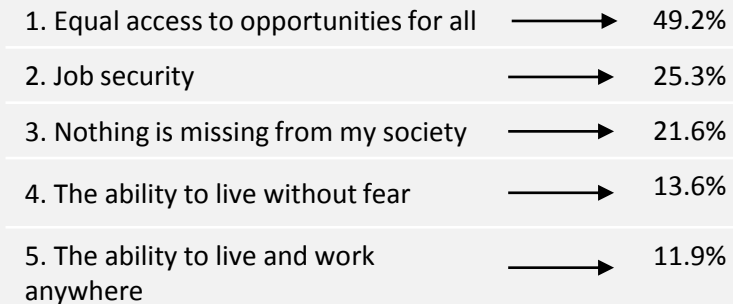 1. Equal access to opportunities for all 49.2%
2. Job security 25.3%
3. Nothing is missing from my society 21.6%
4. The ability to live without fear 13.6%
5. The ability to live and work 11.9%
anywhere